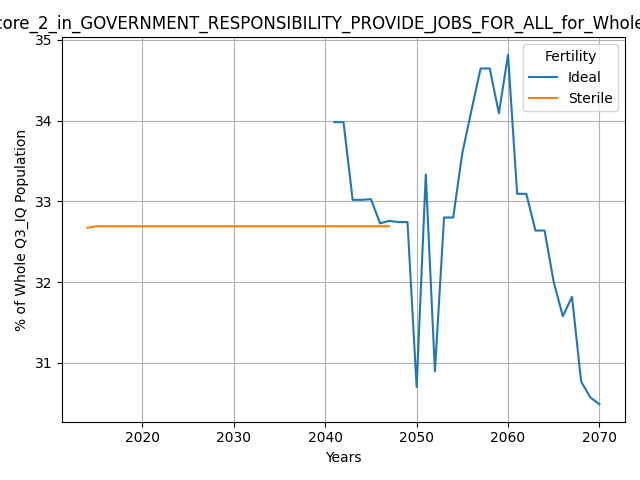 core_2_in_GOVERNMENT_RESPONSIBILITY_PROVIDE_JOBS_FOR_ALL_for_Whole
35
34
33
32
31
% of Whole Q3_IQ Population
Fertility
Ideal
Sterile
2020 2030 2040 2050 2060 2070
Years